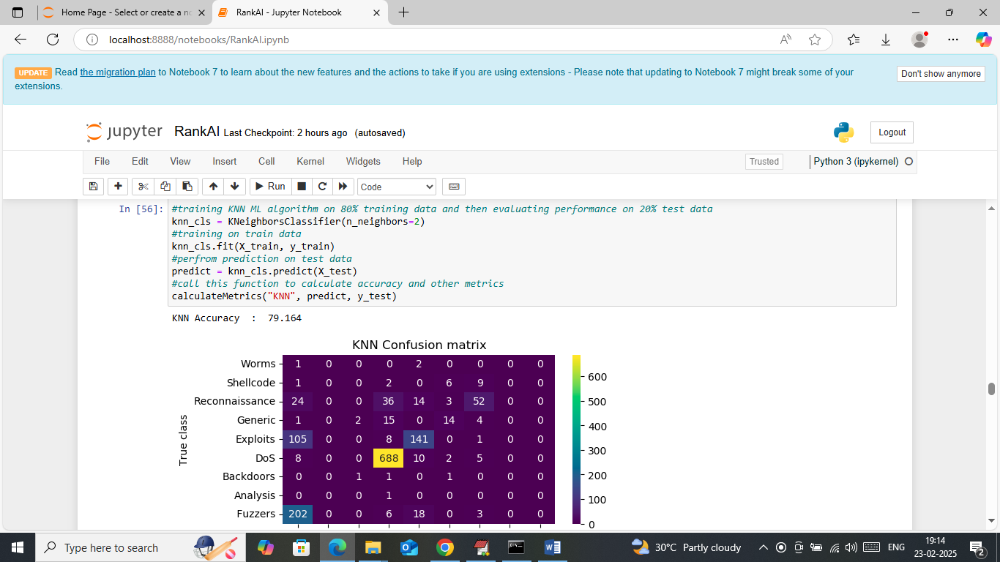 Home Page - Select or create a no
RankAI - Jupyter Notebook
localhost:8888/notebooks/RankAI.ipynb
UPDATE Read the migration plan to Notebook 7 to learn about the new features and the actions to take if you are using extensions - Please note that updating to Notebook 7 might break some of your
extensions.
Don't show anymore
jupyter RankAI Last Checkpoint: 2 hours ago (autosaved)
Logout
File Edit View Insert Cell Kernel Widgets Help
Trusted
Python 3 (ipykernel)
Run
Code
In [56]: #training KNN ML algorithm on 80% training data and then evaluating performance on 20% test data
knn_cls = KNeighborsClassifier(n_neighbors=2)
#training on train data
knn_cls.fit(X_train, y_train)
#perfrom prediction on test data
predict = knn_cls.predict(X_test)
#call this function to calculate accuracy and other metrics
calculateMetrics("KNN", predict, y_test)
KNN Accuracy : 79.164
KNN Confusion matrix
True class
Worms 1 0 0 0 2 0 0 0 0
Shellcode 1 0 0 2 0 6 9 0 0
Reconnaissance 24 0 0 36 14 3 52 0 0
Generic 1 0 2 15 0 14 4 0 0
Exploits 105 0 0 8 141 0 1 0 0
DoS 8 0 0 688 10 2 5 0 0
Backdoors 0 0 1 1 0 1 0 0 0
Analysis 0 0 0 1 0 0 0 0 0
Fuzzers 202 0 0 6 18 0 3 0 0
600
500
400
300
200
100
0
Type here to search
30°C Partly cloudy
ENG
19:14
23-02-2025
2